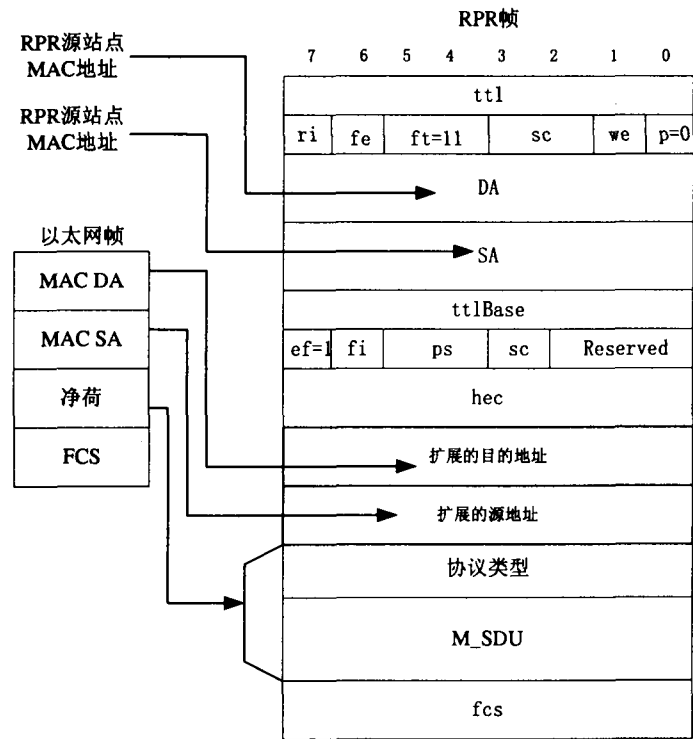 RPR帧
RPR源站点
MAC地址
7 6 5 4 3 2 1 0
ttl
RPR源站点
MAC地址
ri fe ft=11 sc we p=0
DA
以太网帧
SA
MAC DA
ttlBase
MAC SA
ef=1 fi ps sc Reserved
净荷
hec
FCS
扩展的目的地址
扩展的源地址
协议类型
M_SDU
fcs